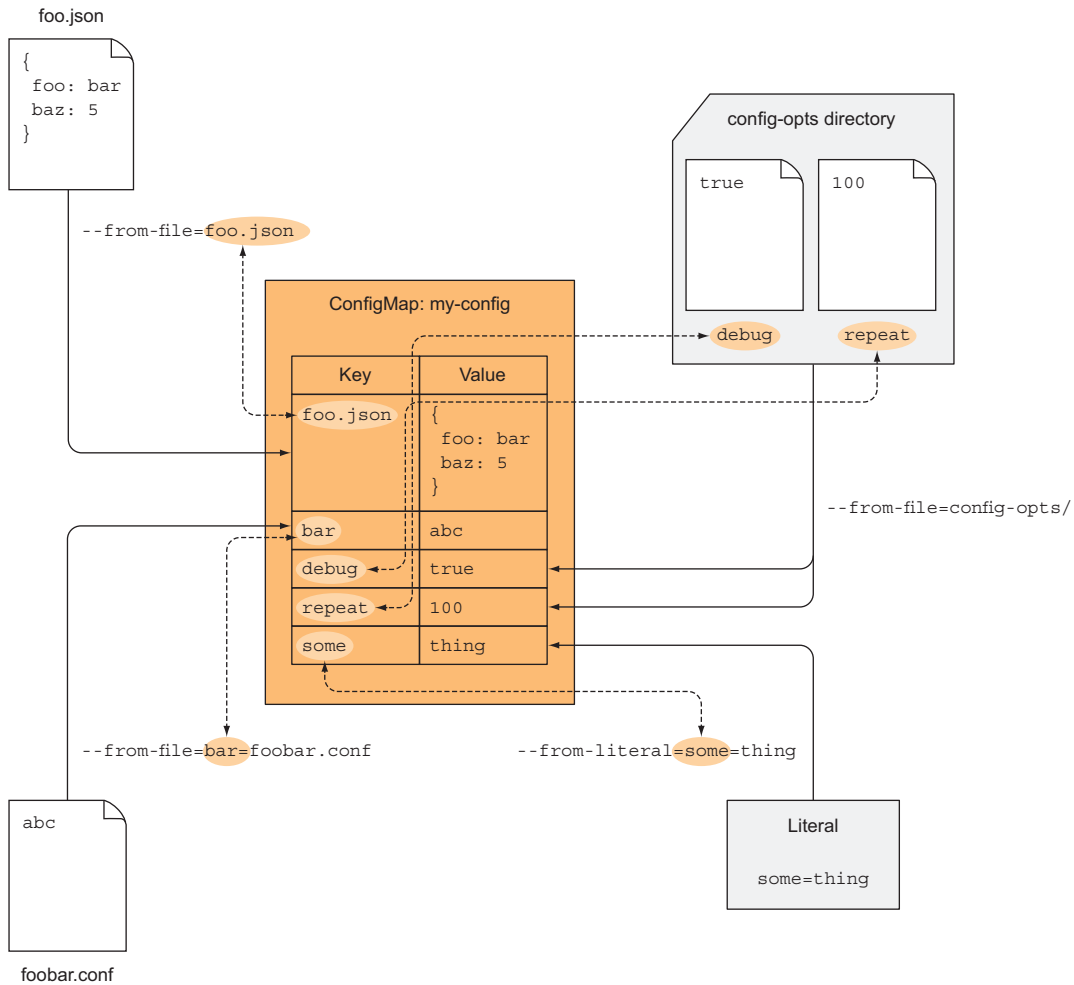 foo.json
{
foo: bar
baz: 5
}
config-opts directory
true
100
debug
repeat
--from-file=foo.json
ConfigMap: my-config
Key Value
foo.json
{
foo: bar
baz: 5
}
bar abc
debug true
repeat 100
some thing
--from-file=config-opts/
--from-file=bar=foobar.conf
--from-literal=some=thing
abc
foobar.conf
Literal
some=thing